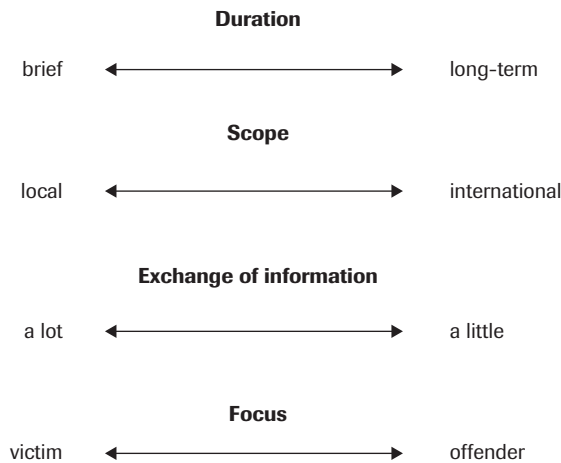 Duration
brief long-term
Scope
local international
Exchange of information
a lot a little
Focus
victim offender